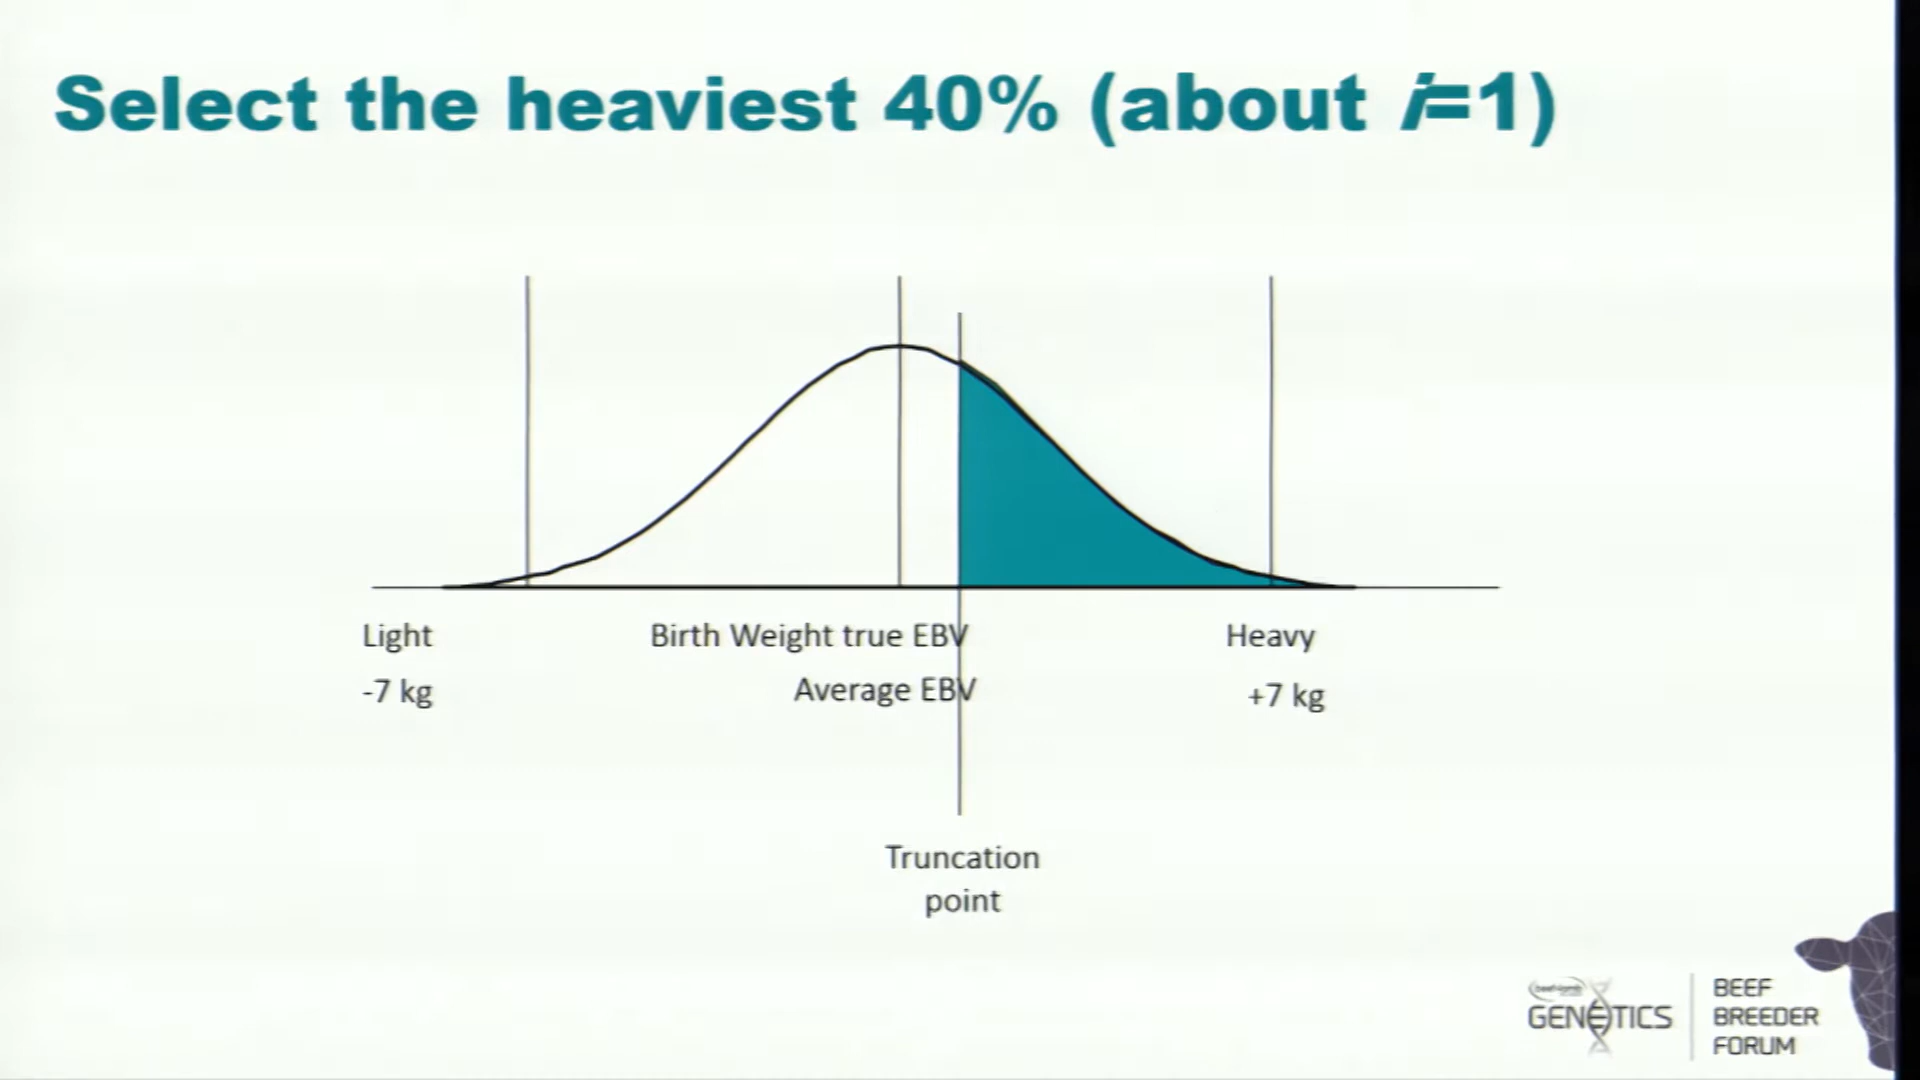 Select the heaviest 40% (about i=1)
Light
Birth Weight true EBV
Heavy
-7 kg
Average EBV
+7 kg
Truncation
point
GENETICS
BEEF
BREEDER
FORUM